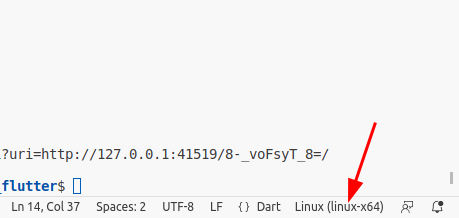 ?uri=http://127.0.0.1:41519/8-_voFsyT_8=/
_flutter$
Ln 14, Col 37 Spaces: 2 UTF-8 LF {} Dart Linux (linux-x64)